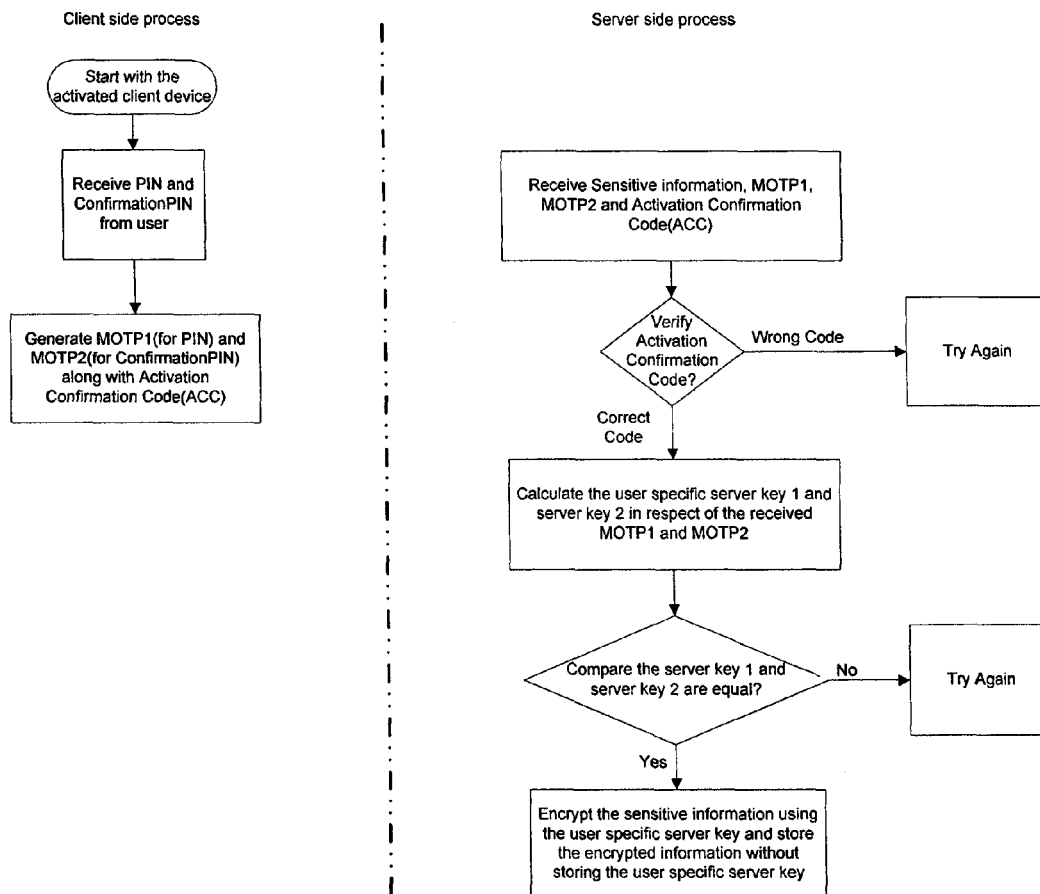 Client side process
Start with the
activated client device
Receive PIN and
ConfirmationPIN
from user
Generate MOTP1(for PIN) and
MOTP2(for ConfirmationPIN)
along with Activation
Confirmation Code(ACC)
Server side process
Receive Sensitive information, MOTP1,
MOTP2 and Activation Confirmation
Code(ACC)
Verify
Activation
Confirmation
Code?
Wrong Code
Try Again
Correct
Code
Calculate the user specific server key 1 and
server key 2 in respect of the received
MOTP1 and MOTP2
Compare the server key 1 and
server key 2 are equal?
No
Try Again
Yes
Encrypt the sensitive information using
the user specific server key and store
the encrypted information without
storing the user specific server key